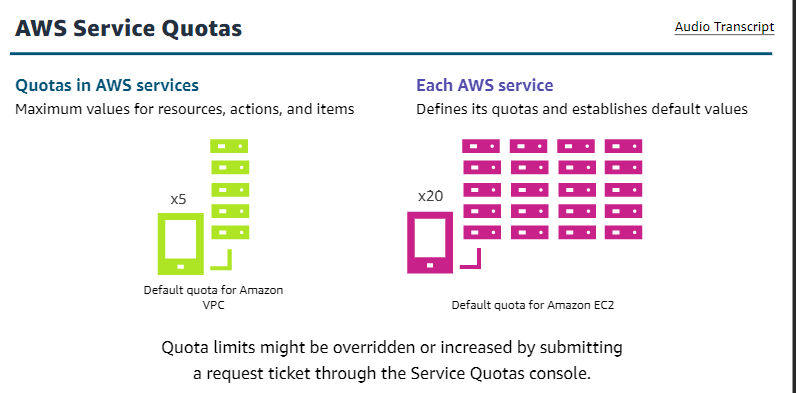 AWS Service Quotas
Audio Transcript
Quotas in AWS services
Maximum values for resources, actions, and items
Each AWS service
Defines its quotas and establishes default values
x5
Default quota for Amazon
VPC
x20
Default quota for Amazon EC2
Quota limits might be overridden or increased by submitting
a request ticket through the Service Quotas console.